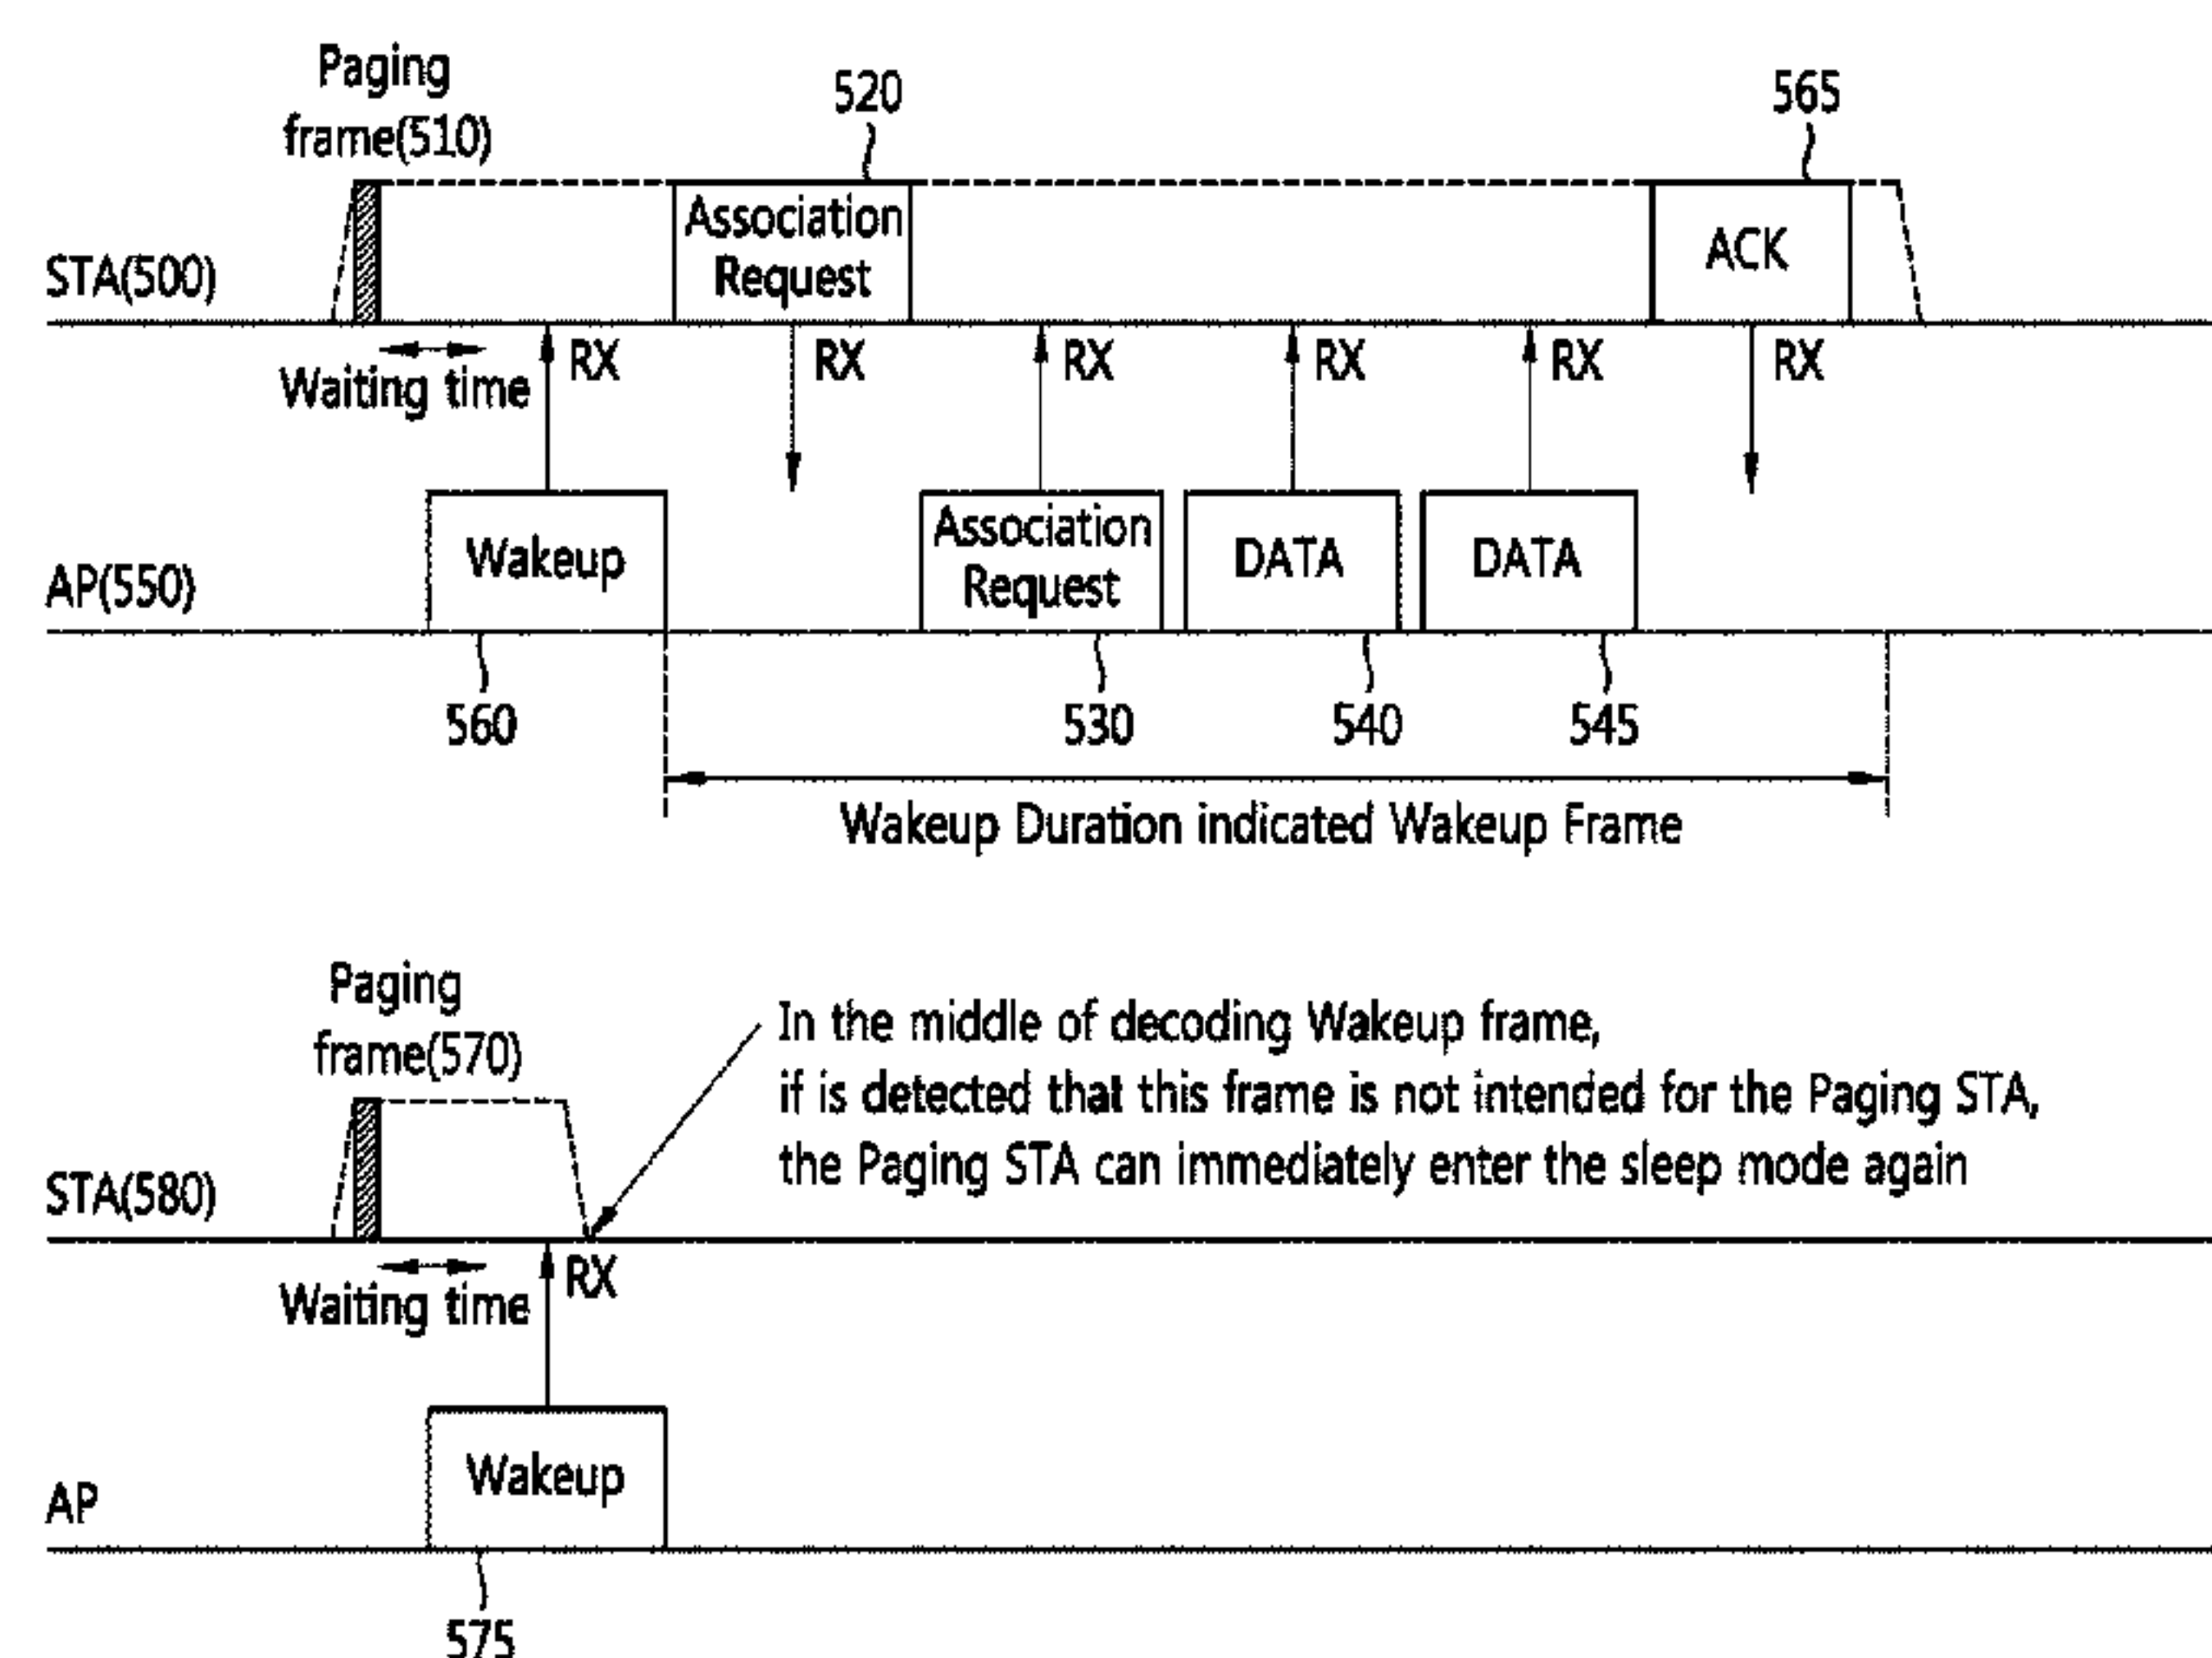 Paging
frame(510)
520
565
Association
Request
ACK
STA(500)
RX
RX
RX
RX
RX
RX
Waiting time
Wakeup
Association
Request
DATA
DATA
AP(550)
560
530
540
545
Wakeup Duration indicated Wakeup Frame
Paging
frame(570)
In the middle of decoding Wakeup frame,
if is detected that this frame is not intended for the Paging STA,
the Paging STA can immediately enter the sleep mode again
STA(580)
RX
Waiting time
Wakeup
AP
575